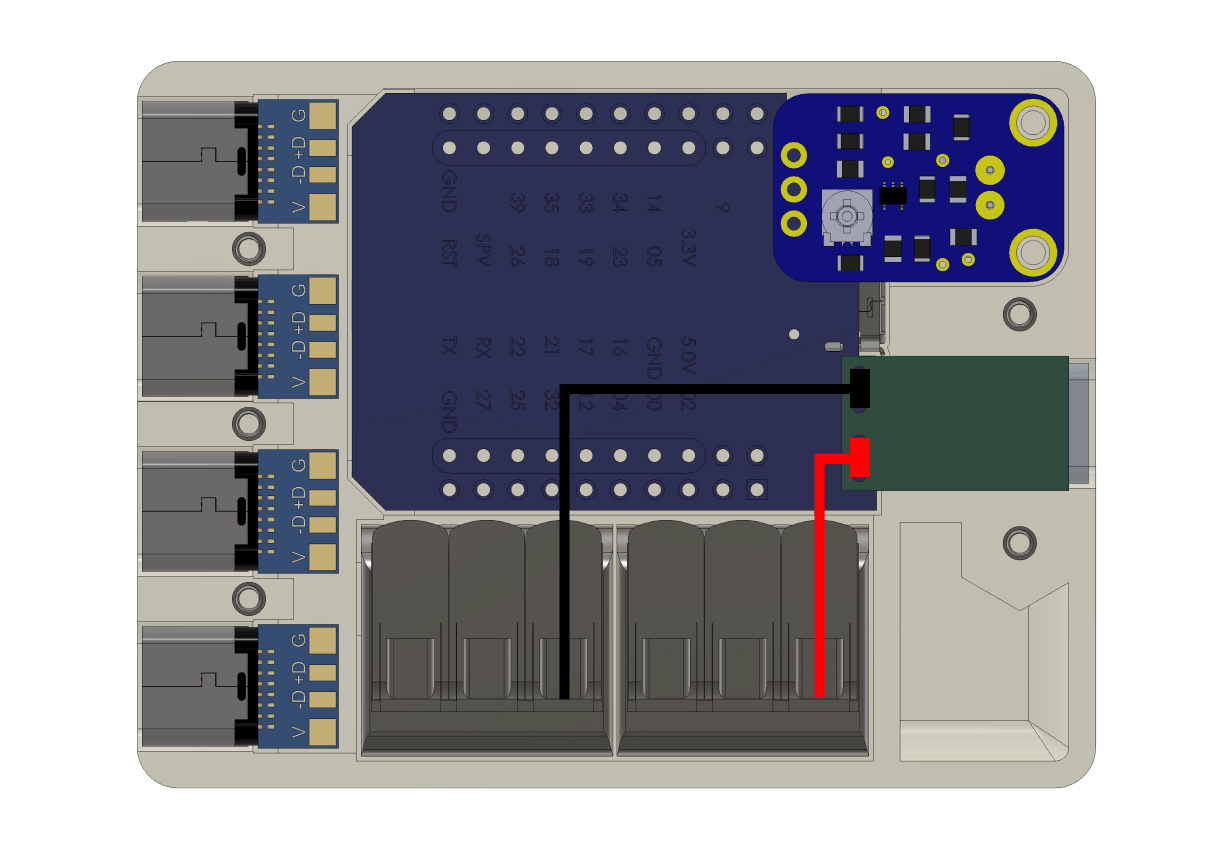 V -D +D G
V -D +D G
V -D +D G
V -D +D G
GND 39 35 33 34 14 9
RST SPV 26 18 19 23 05 3.3V
TX RX 22 21 17 16 GND 5.0V
GND 27 25 32 12 04 00 02